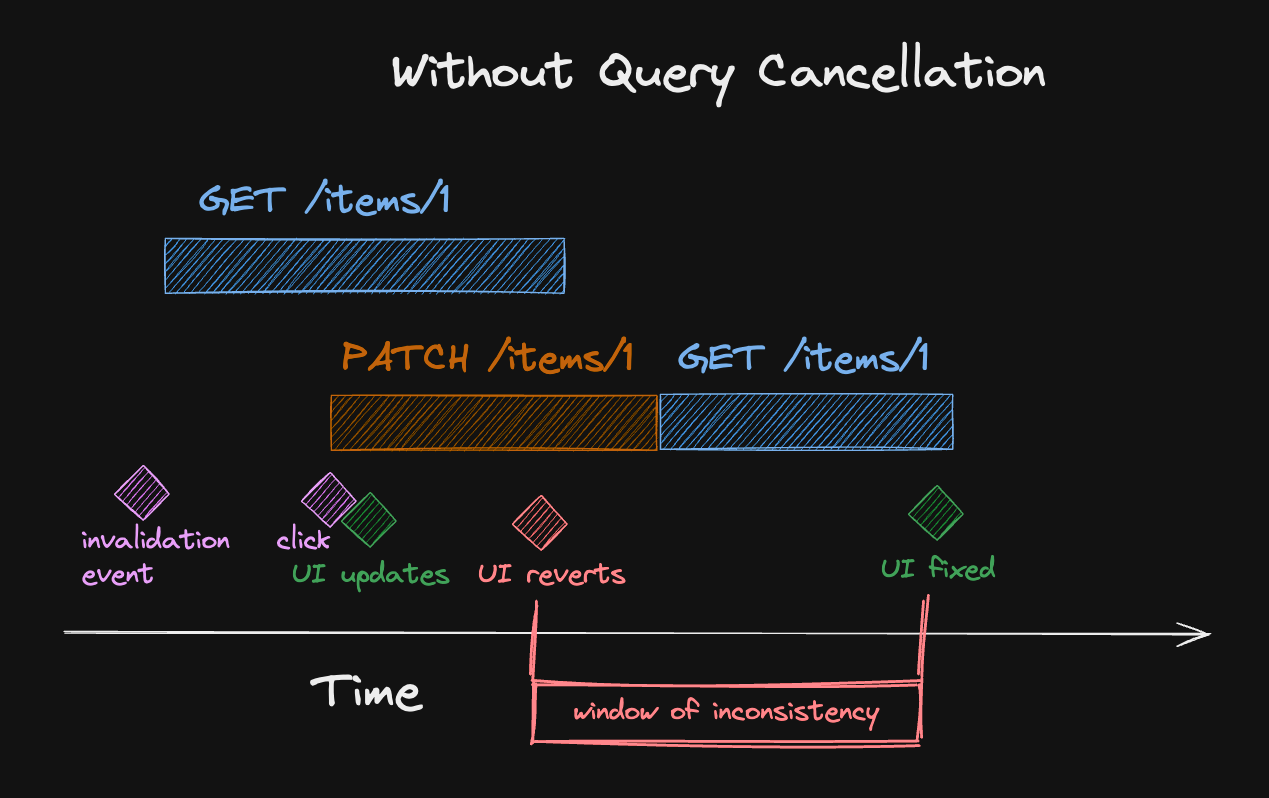 Without Query Cancellation
GET /items/1
PATCH /items/1
GET /items/1
invalidation
event
click
UI updates
UI reverts
UI fixed
Time
window of inconsistency